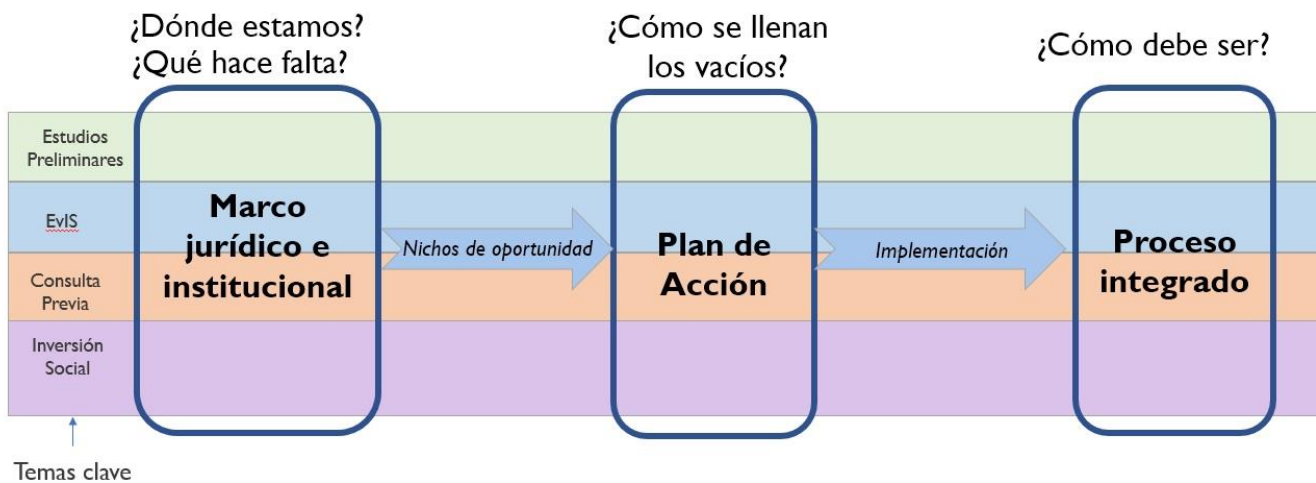 ¿Dónde estamos?
¿Qué hace falta?
¿Cómo se llenan
los vacíos?
¿Cómo debe ser?
Estudios
Preliminares
EvIS
Consulta
Previa
Inversión
Social
Marco
jurídico e
institucional
Nichos de oportunidad
Plan de
Acción
Implementación
Proceso
integrado
Temas clave